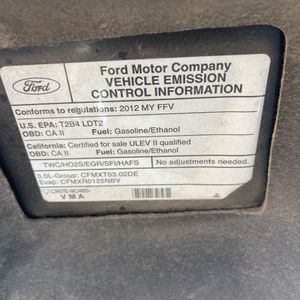 Ford
Ford Motor Company
VEHICLE EMISSION
CONTROL INFORMATION
Conforms to regulations: 2012 MY FFV
U.S. EPA: T2B4 LDT2
OBD: CA II Fuel: Gasoline/Ethanol
California: Certified for sale ULEV II qualified
OBD: CA II Fuel: Gasoline/Ethanol
TWC/HO2S/EGR/SFI/HAFS No adjustments needed.
3.0L-Group: CFMXT03.02DE
Evap: CFMXR0125NBV
VMA